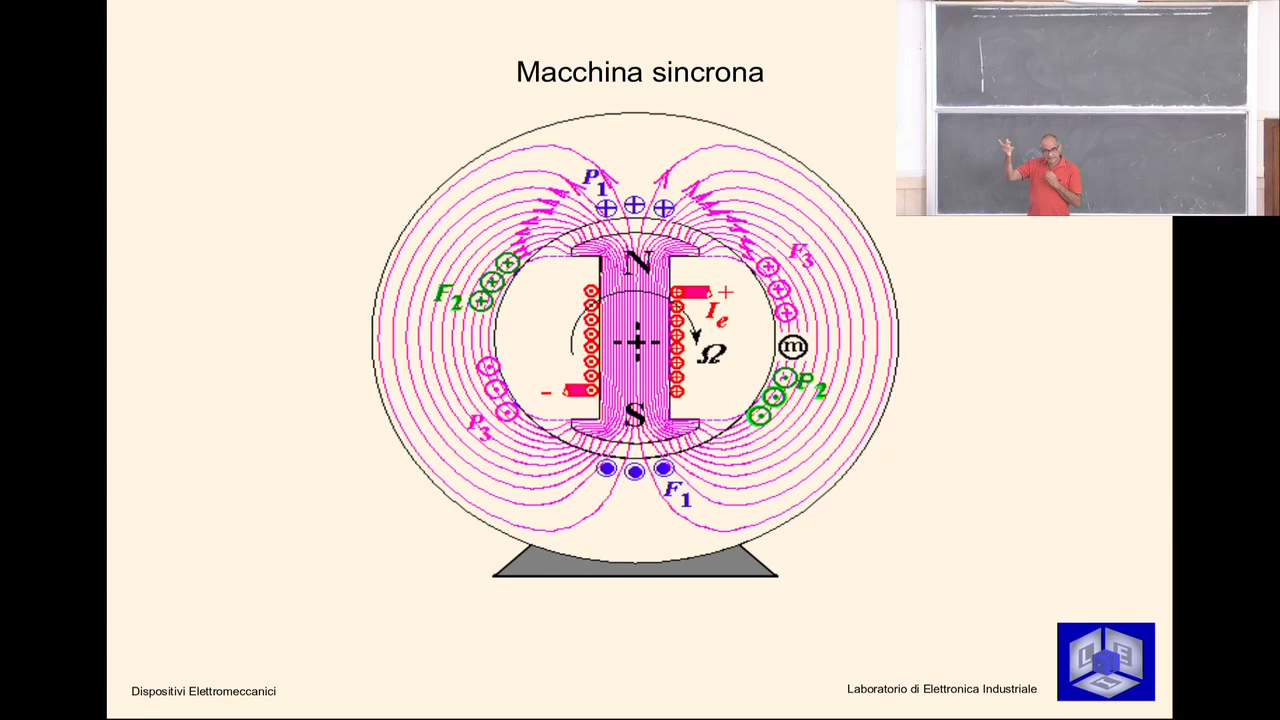 Macchina sincrona
P1
F3
N
F2
+
Ie
Ω
m
-
S
P2
P3
F1
Dispositivi Elettromeccanici
Laboratorio di Elettronica Industriale
L E I